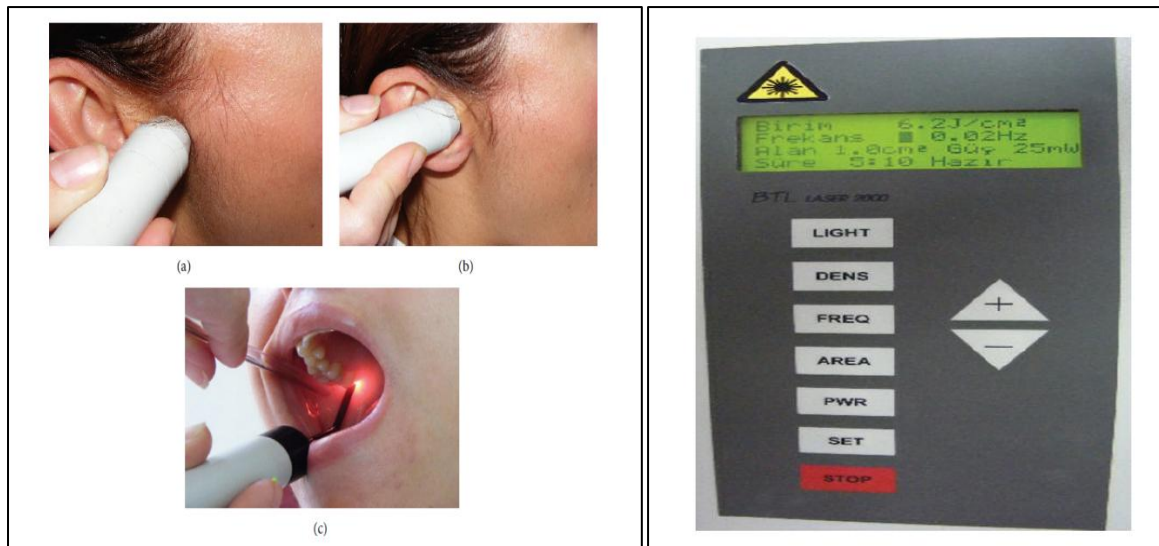 (a)
(b)
(c)
Birim 6.2J/cm²
Frekans 0.02Hz
Alan 1.0cm² Güç 25mW
Süre 5:10 Hazır
BTL LASER 2000
LIGHT
DENS
FREQ
AREA
PWR
SET
STOP
+
−